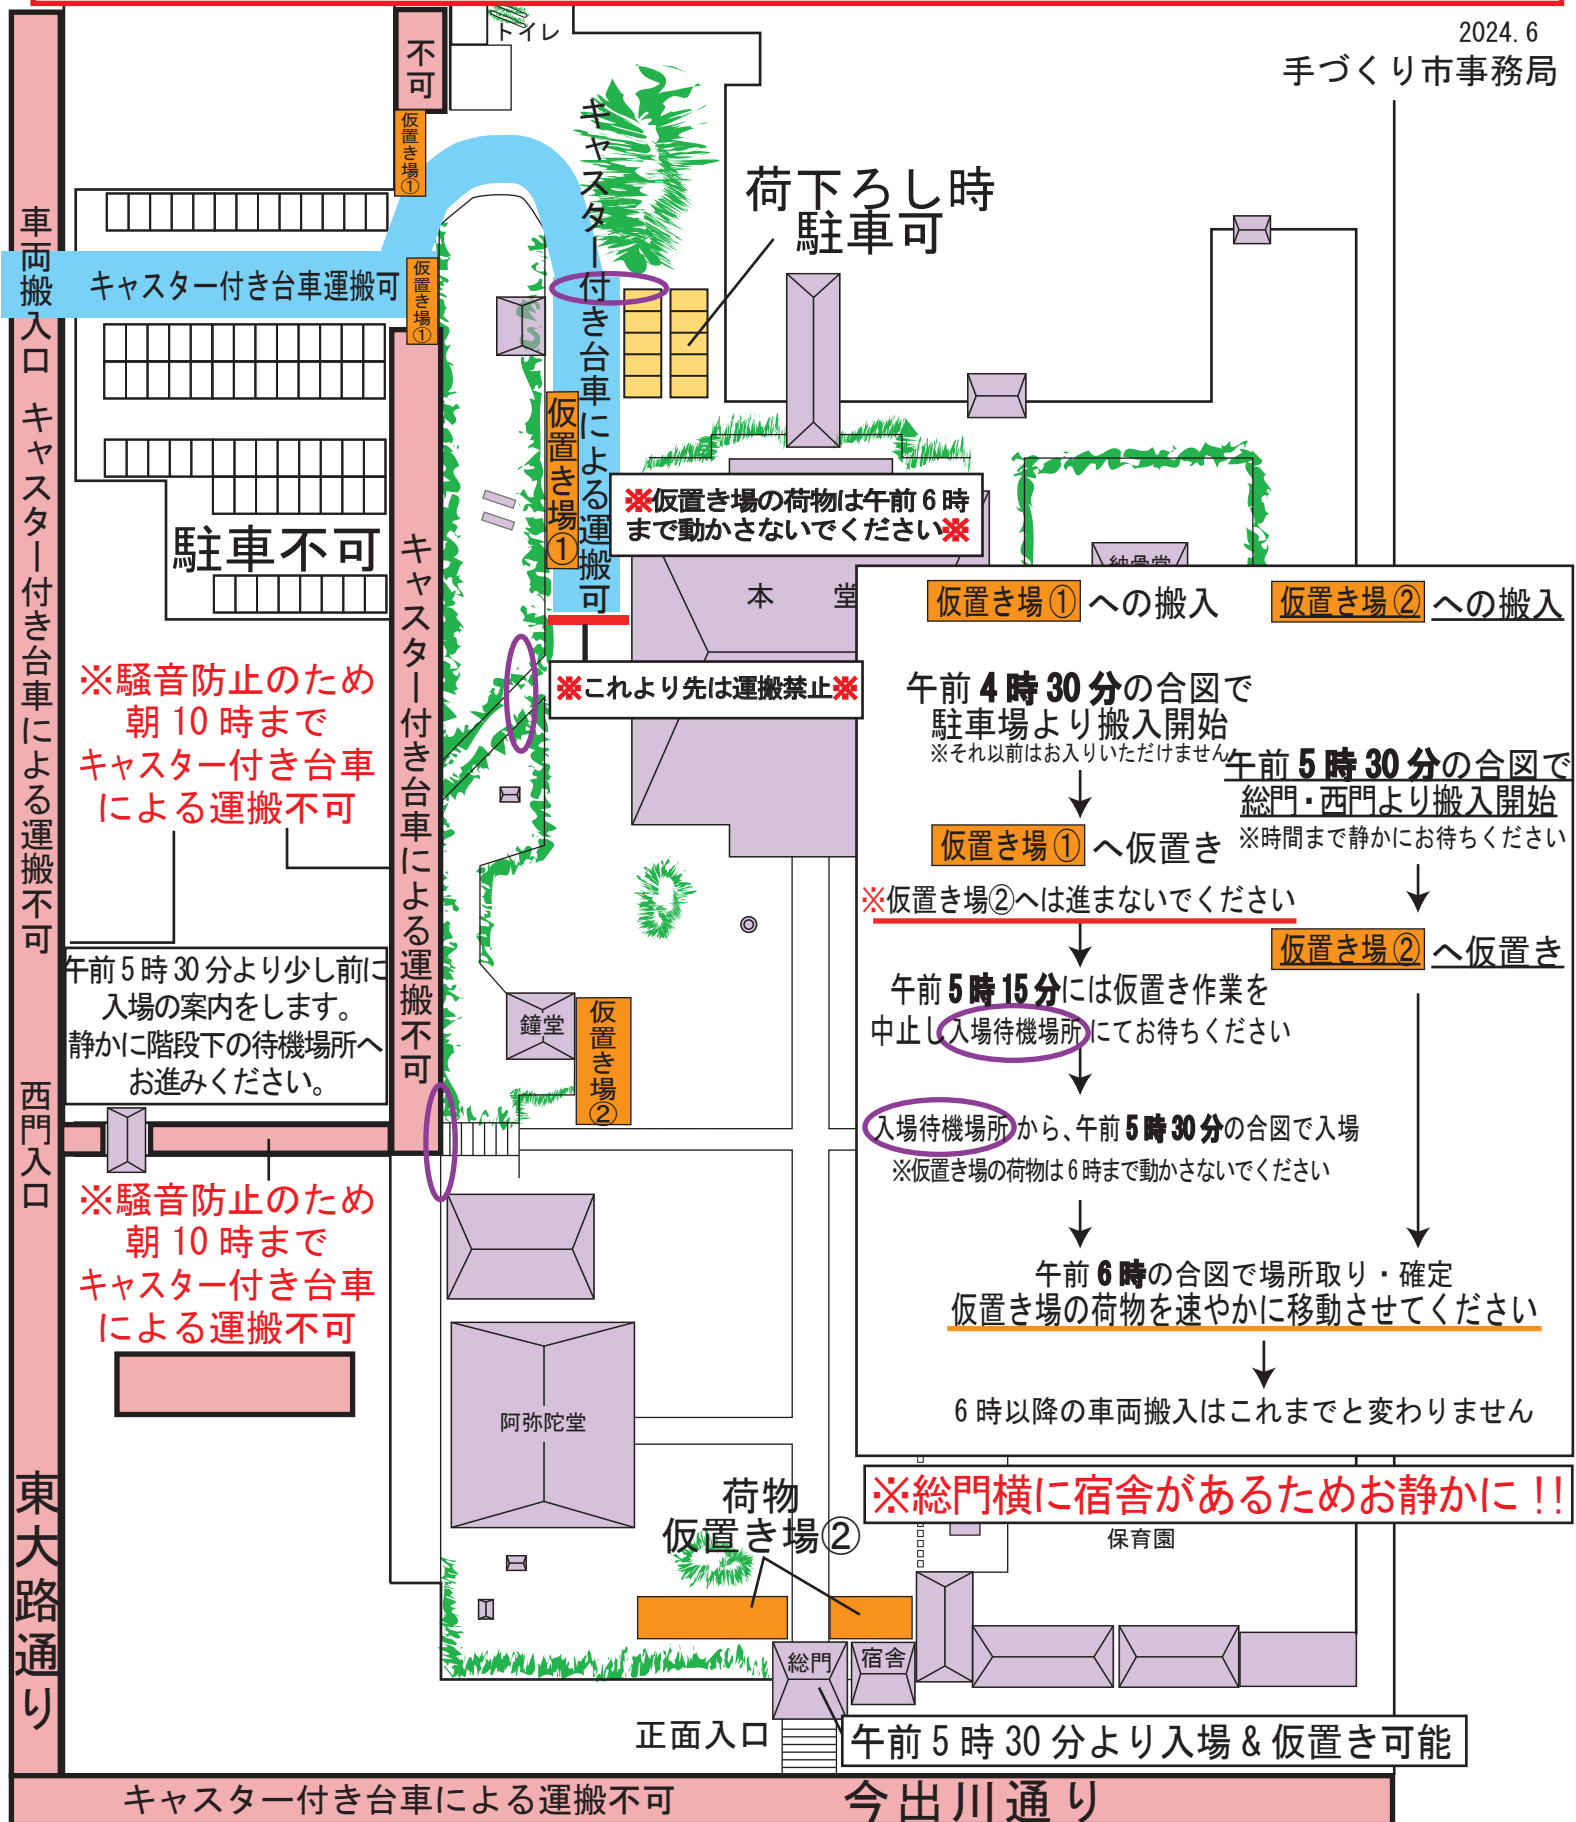 2024.6
手づくり市事務局
トイレ
不可
仮置き場①
キャスター付き台車による運搬可
荷下ろし時
駐車可
車両搬入口
キャスター付き台車運搬可
仮置き場①
キャスター付き台車による運搬不可
仮置き場①
※仮置き場の荷物は午前6時
まで動かさないでください※
駐車不可
キャスター付き台車による運搬不可
本堂
納骨堂
※これより先は運搬禁止※
※騒音防止のため
朝10時まで
キャスター付き台車
による運搬不可
仮置き場①への搬入
午前4時30分の合図で
駐車場より搬入開始
※それ以前はお入りいただけません
仮置き場①へ仮置き
※仮置き場②へは進まないでください
午前5時15分には仮置き作業を
中止し入場待機場所にてお待ちください
入場待機場所から、午前5時30分の合図で入場
※仮置き場の荷物は6時まで動かさないでください
仮置き場②への搬入
午前5時30分の合図で
総門・西門より搬入開始
※時間まで静かにお待ちください
仮置き場②へ仮置き
午前6時の合図で場所取り・確定
仮置き場の荷物を速やかに移動させてください
6時以降の車両搬入はこれまでと変わりません
午前5時30分より少し前に
入場の案内をします。
静かに階段下の待機場所へ
お進みください。
鐘堂
仮置き場②
西門入口
※騒音防止のため
朝10時まで
キャスター付き台車
による運搬不可
阿弥陀堂
※総門横に宿舎があるためお静かに!!
荷物
仮置き場②
保育園
東大路通り
総門
宿舎
正面入口
午前5時30分より入場&仮置き可能
キャスター付き台車による運搬不可
今出川通り